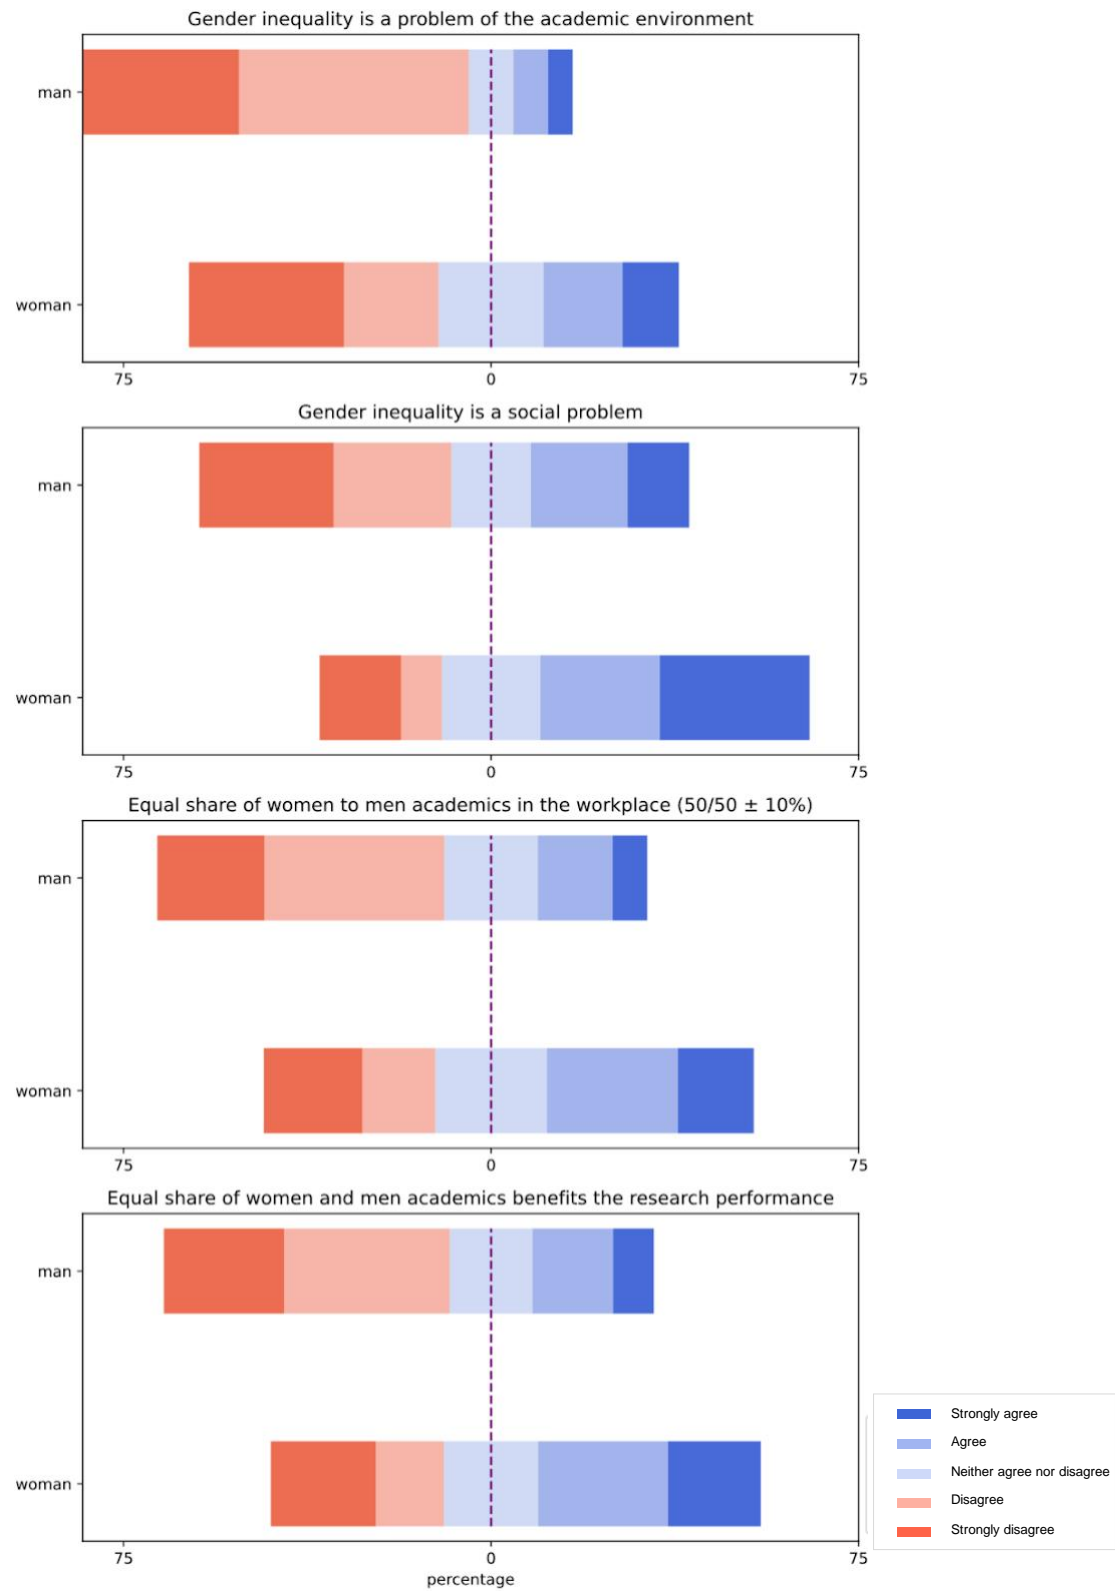 Gender inequality is a problem of the academic environment
man
woman
75 0 75
Gender inequality is a social problem
man
woman
75 0 75
Equal share of women to men academics in the workplace (50/50 ± 10%)
man
woman
75 0 75
Equal share of women and men academics benefits the research performance
man
woman
75 0 75
percentage
Strongly agree
Agree
Neither agree nor disagree
Disagree
Strongly disagree